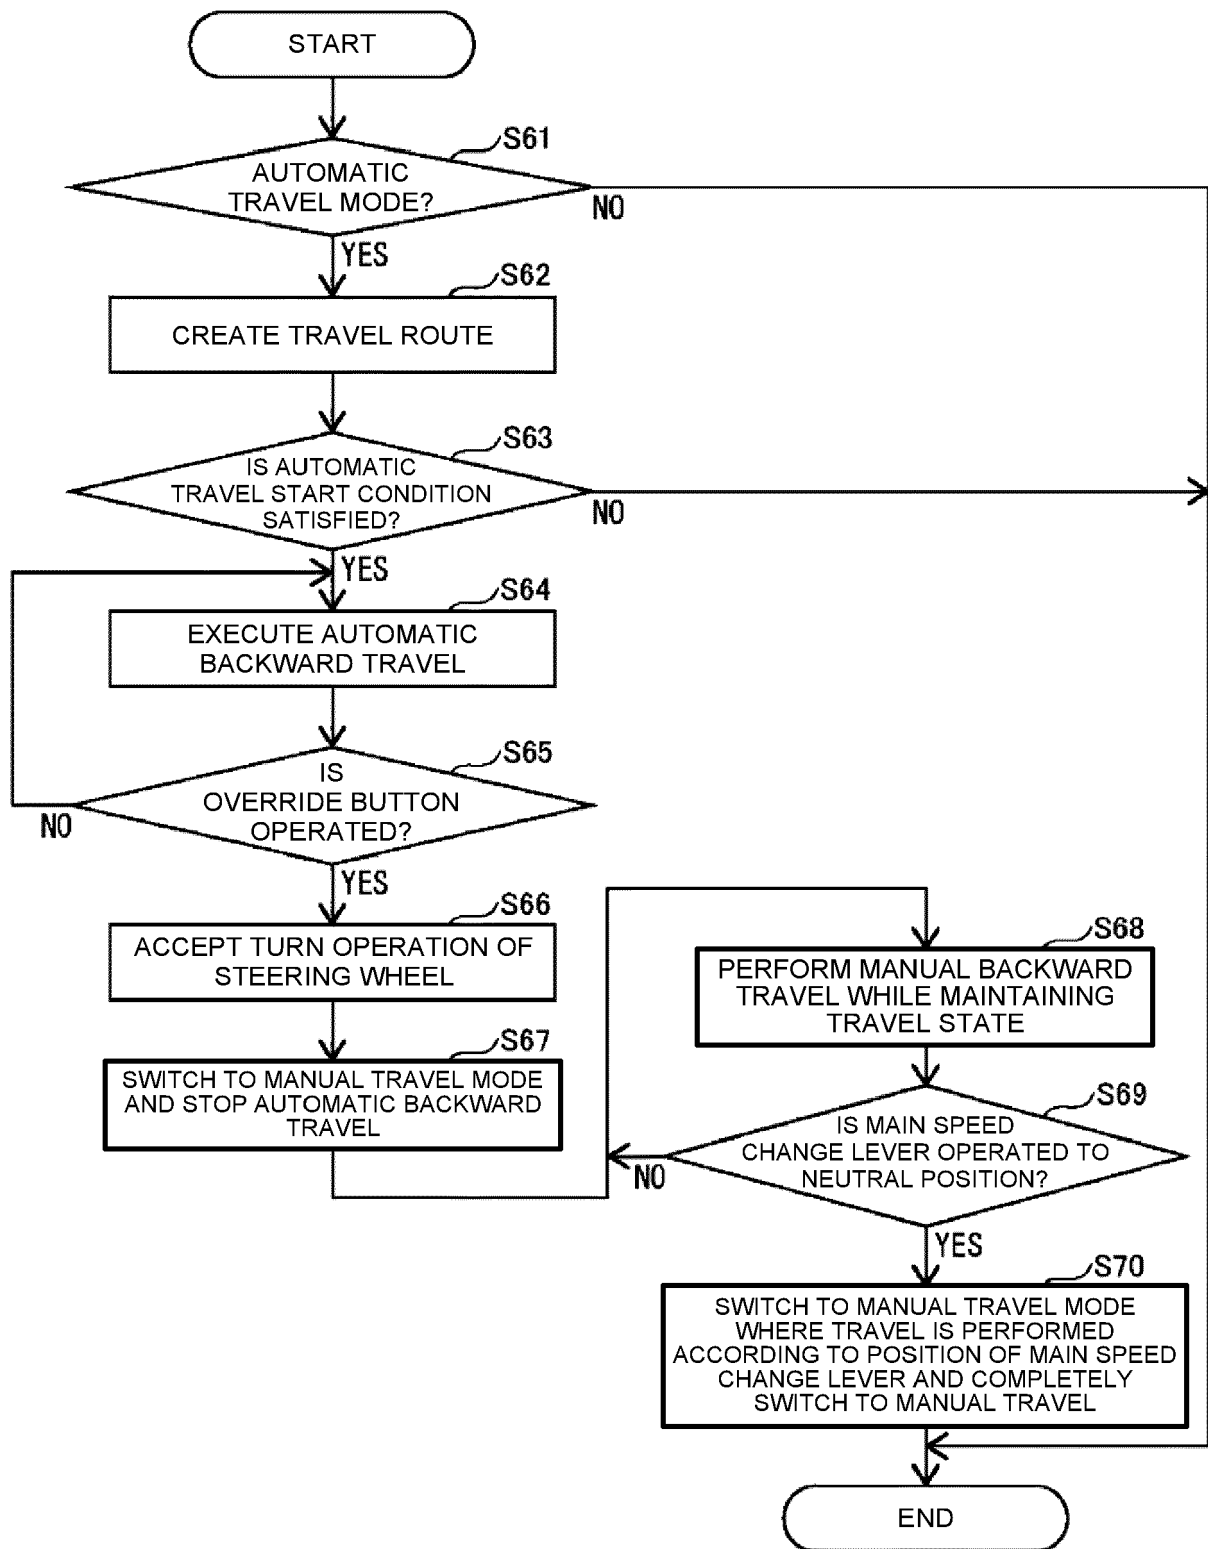 START
S61
AUTOMATIC
TRAVEL MODE?
NO
YES
S62
CREATE TRAVEL ROUTE
S63
IS AUTOMATIC
TRAVEL START CONDITION
SATISFIED?
NO
YES
S64
EXECUTE AUTOMATIC
BACKWARD TRAVEL
S65
IS
OVERRIDE BUTTON
OPERATED?
NO
YES
S66
ACCEPT TURN OPERATION OF
STEERING WHEEL
S67
SWITCH TO MANUAL TRAVEL MODE
AND STOP AUTOMATIC BACKWARD
TRAVEL
S68
PERFORM MANUAL BACKWARD
TRAVEL WHILE MAINTAINING
TRAVEL STATE
S69
IS MAIN SPEED
CHANGE LEVER OPERATED TO
NEUTRAL POSITION?
NO
YES
S70
SWITCH TO MANUAL TRAVEL MODE
WHERE TRAVEL IS PERFORMED
ACCORDING TO POSITION OF MAIN SPEED
CHANGE LEVER AND COMPLETELY
SWITCH TO MANUAL TRAVEL
END